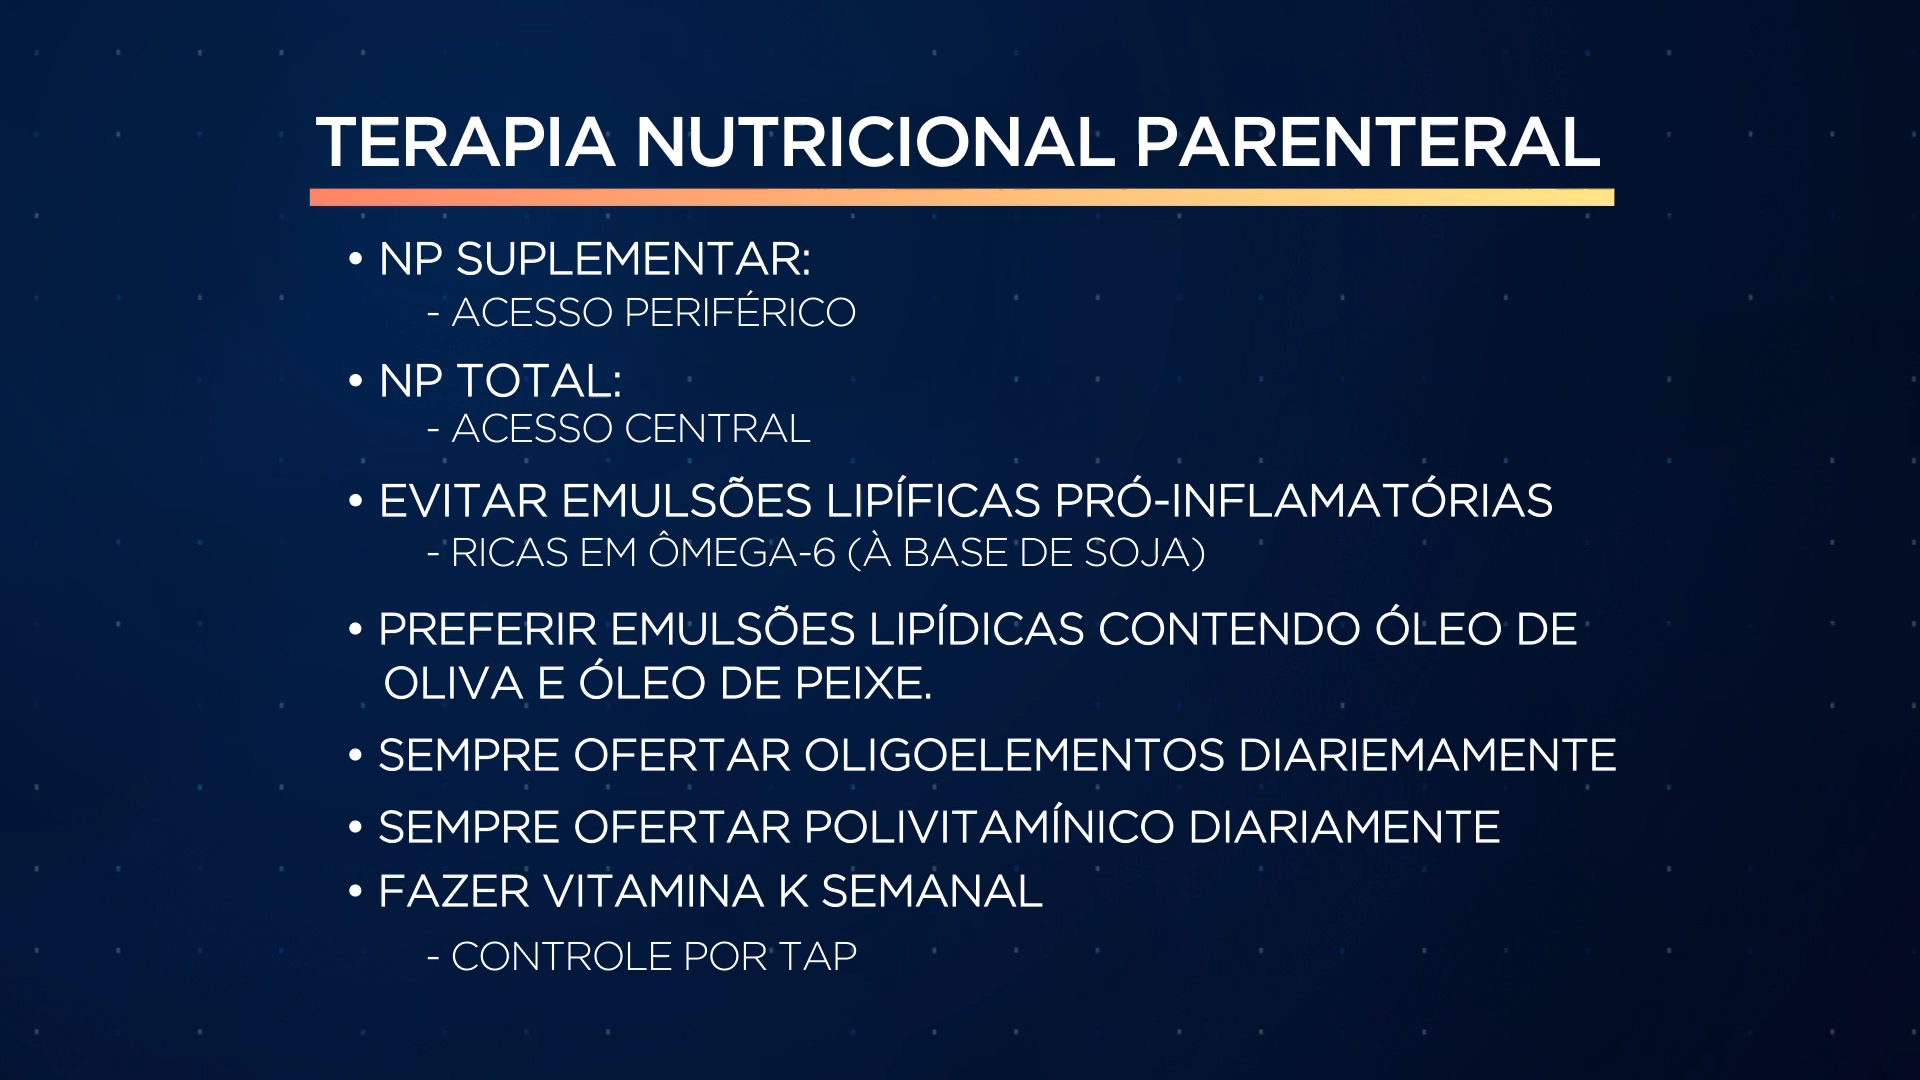 TERAPIA NUTRICIONAL PARENTERAL
• NP SUPLEMENTAR:
- ACESSO PERIFÉRICO
• NP TOTAL:
- ACESSO CENTRAL
• EVITAR EMULSÕES LIPÍFICAS PRÓ-INFLAMATÓRIAS
- RICAS EM ÔMEGA-6 (À BASE DE SOJA)
• PREFERIR EMULSÕES LIPÍDICAS CONTENDO ÓLEO DE
OLIVA E ÓLEO DE PEIXE.
• SEMPRE OFERTAR OLIGOELEMENTOS DIARIEMAMENTE
• SEMPRE OFERTAR POLIVITAMÍNICO DIARIAMENTE
• FAZER VITAMINA K SEMANAL
- CONTROLE POR TAP